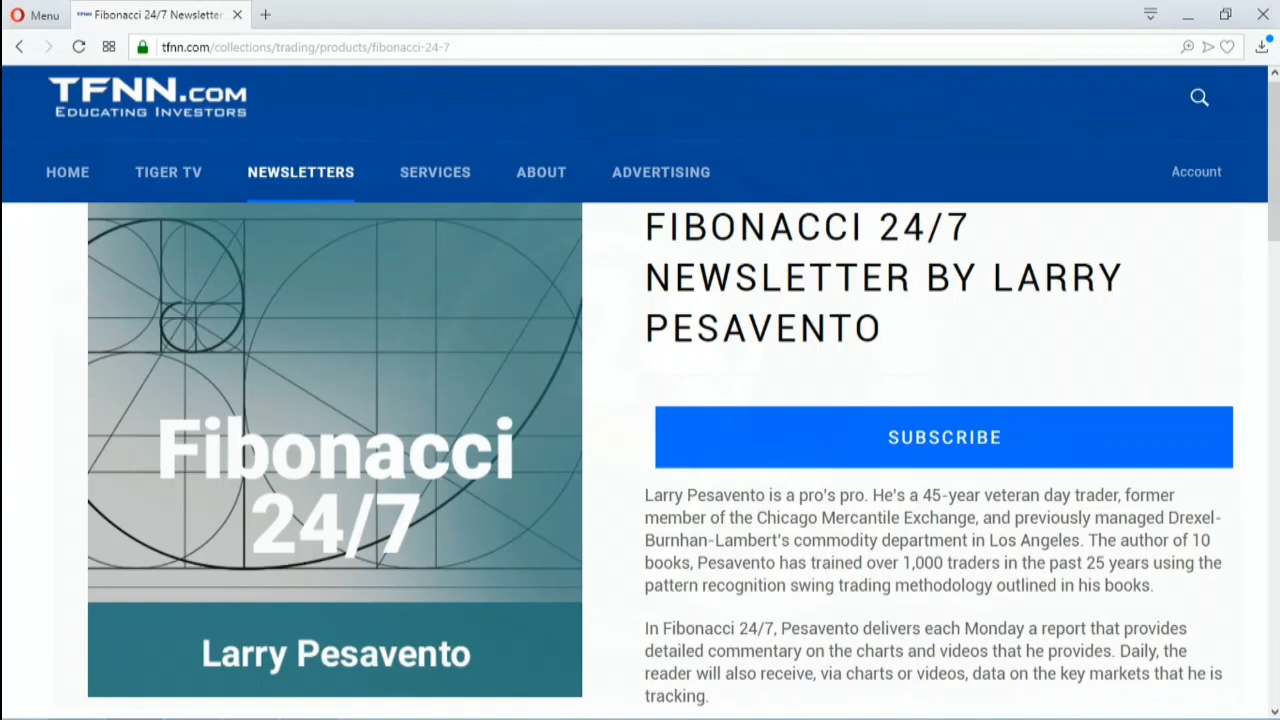 Menu
Fibonacci 24/7 Newsletter
tfnn.com/collections/trading/products/fibonacci-24-7
TFNN.COM
EDUCATING INVESTORS
HOME TIGER TV NEWSLETTERS SERVICES ABOUT ADVERTISING Account
Fibonacci
24/7
Larry Pesavento
FIBONACCI 24/7
NEWSLETTER BY LARRY
PESAVENTO
SUBSCRIBE
Larry Pesavento is a pro's pro. He's a 45-year veteran day trader, former
member of the Chicago Mercantile Exchange, and previously managed Drexel-
Burnhan-Lambert's commodity department in Los Angeles. The author of 10
books, Pesavento has trained over 1,000 traders in the past 25 years using the
pattern recognition swing trading methodology outlined in his books.
In Fibonacci 24/7, Pesavento delivers each Monday a report that provides
detailed commentary on the charts and videos that he provides. Daily, the
reader will also receive, via charts or videos, data on the key markets that he is
tracking.